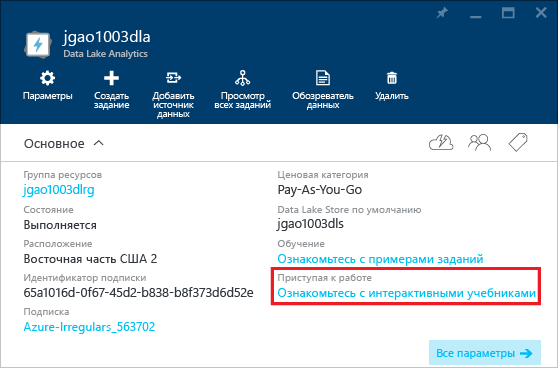 jgao1003dla
Data Lake Analytics
Параметры
Создать
задание
Добавить
источник
данных
Просмотр
всех заданий
Обозреватель
данных
Удалить
Основное
Группа ресурсов
jgao1003dlrg
Состояние
Выполняется
Расположение
Восточная часть США 2
Идентификатор подписки
65a1016d-0f67-45d2-b838-b8f373d6d52e
Подписка
Azure-Irregulars_563702
Ценовая категория
Pay-As-You-Go
Data Lake Store по умолчанию
jgao1003dls
Обучение
Ознакомьтесь с примерами заданий
Приступая к работе
Ознакомьтесь с интерактивными учебниками
Все параметры